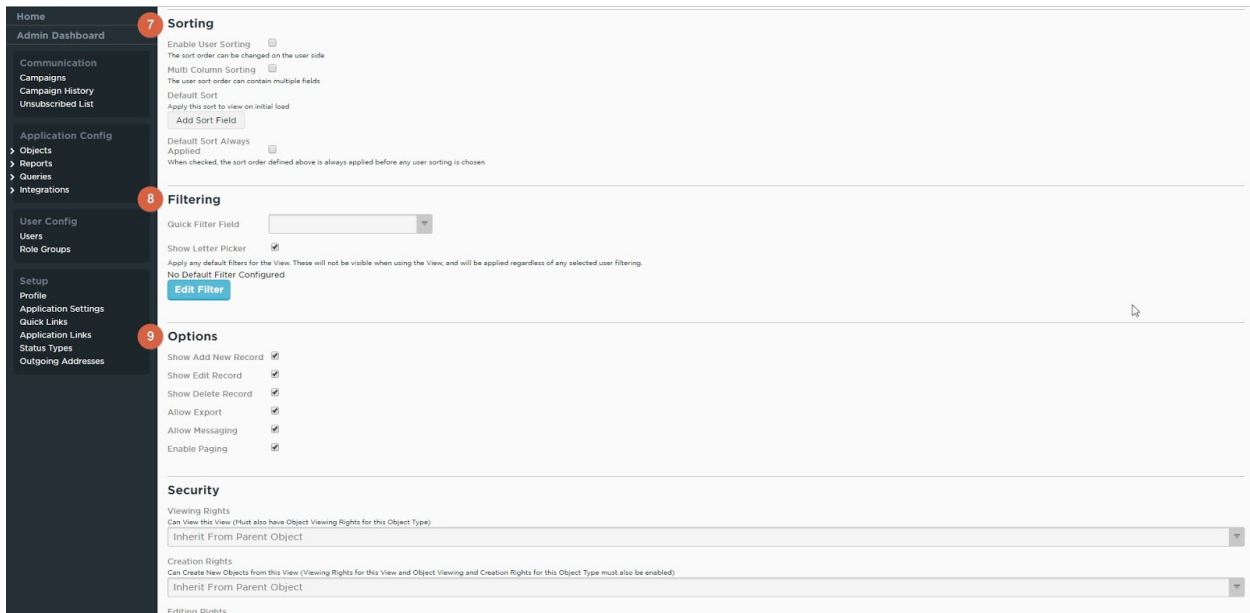 Home
Admin Dashboard
Communication
Campaigns
Campaign History
Unsubscribed List
Application Config
Objects
Reports
Queries
Integrations
User Config
Users
Role Groups
Setup
Profile
Application Settings
Quick Links
Application Links
Status Types
Outgoing Addresses
7
Sorting
Enable User Sorting
The sort order can be changed on the user side
Multi Column Sorting
The user sort order can contain multiple fields
Default Sort
Apply this sort to view on initial load
Add Sort Field
Default Sort Always
Applied
When checked, the sort order defined above is always applied before any user sorting is chosen
8
Filtering
Quick Filter Field
Show Letter Picker
Apply any default filters for the View. These will not be visible when using the View, and will be applied regardless of any selected user filtering.
No Default Filter Configured
Edit Filter
9
Options
Show Add New Record
Show Edit Record
Show Delete Record
Allow Export
Allow Messaging
Enable Paging
Security
Viewing Rights
Can View this View (Must also have Object Viewing Rights for this Object Type)
Inherit From Parent Object
Creation Rights
Can Create New Objects from this View (Viewing Rights for this View and Object Viewing and Creation Rights for this Object Type must also be enabled)
Inherit From Parent Object
Editing Rights